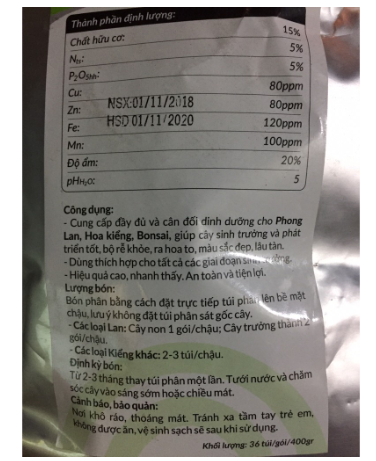 Thành phần định lượng:
Chất hữu cơ: 15%
Nts: 5%
P2O5hh: 5%
Cu: 80ppm
Zn: NSX:01/11/2018 80ppm
Fe: HSD 01/11/2020 120ppm
Mn: 100ppm
Độ ẩm: 20%
pHH2O: 5
Công dụng:
- Cung cấp đầy đủ và cân đối dinh dưỡng cho Phong
Lan, Hoa kiểng, Bonsai, giúp cây sinh trưởng và phát
triển tốt, bộ rễ khỏe, ra hoa to, màu sắc đẹp, lâu tàn.
- Dùng thích hợp cho tất cả các giai đoạn sinh
- Hiệu quả cao, nhanh thấy. An toàn và tiện lợi.
Lượng bón:
Bón phân bằng cách đặt trực tiếp túi phân lên bề mặt
chậu, lưu ý không đặt túi phân sát gốc cây.
- Các loại Lan: Cây non 1 gói/chậu; Cây trưởng thành 2
gói/chậu.
- Các loại Kiểng khác: 2-3 túi/chậu.
Định kỳ bón:
Từ 2-3 tháng thay túi phân một lần. Tưới nước và chăm
sóc cây vào sáng sớm hoặc chiều mát.
Cảnh báo, bảo quản:
Nơi khô ráo, thoáng mát. Tránh xa tầm tay trẻ em,
không được ăn, vệ sinh sạch sẽ sau khi sử dụng.
Khối lượng: 36 túi/gói/400gr